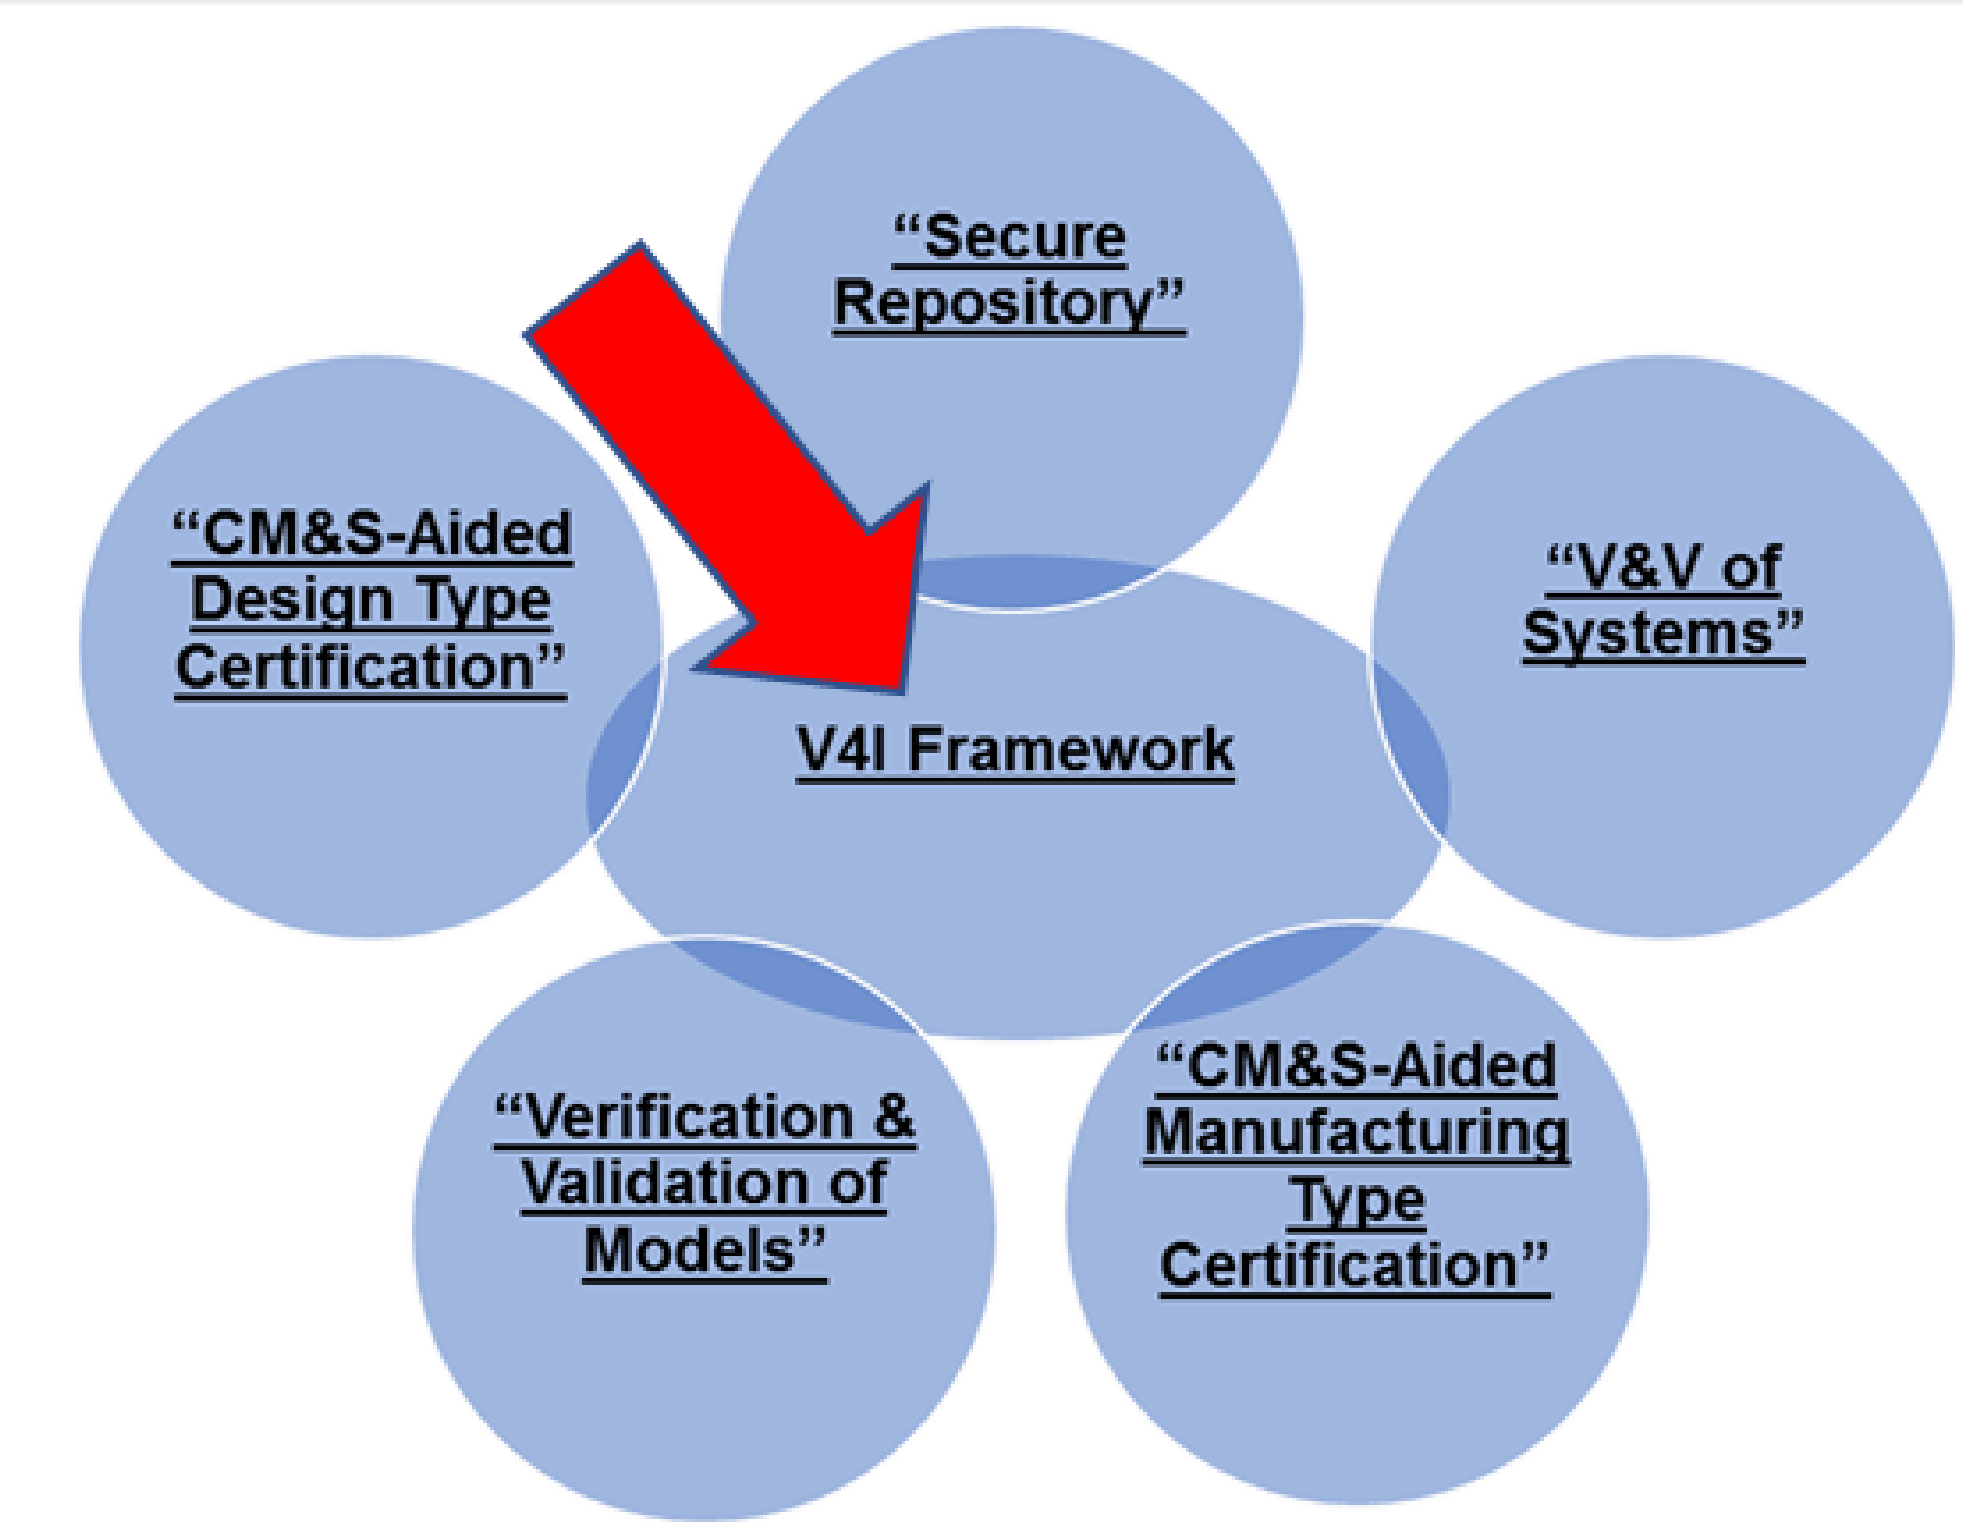 “Secure
Repository”
“CM&S-Aided
Design Type
Certification”
“V&V of
Systems”
V4I Framework
“Verification &
Validation of
Models”
“CM&S-Aided
Manufacturing
Type
Certification”